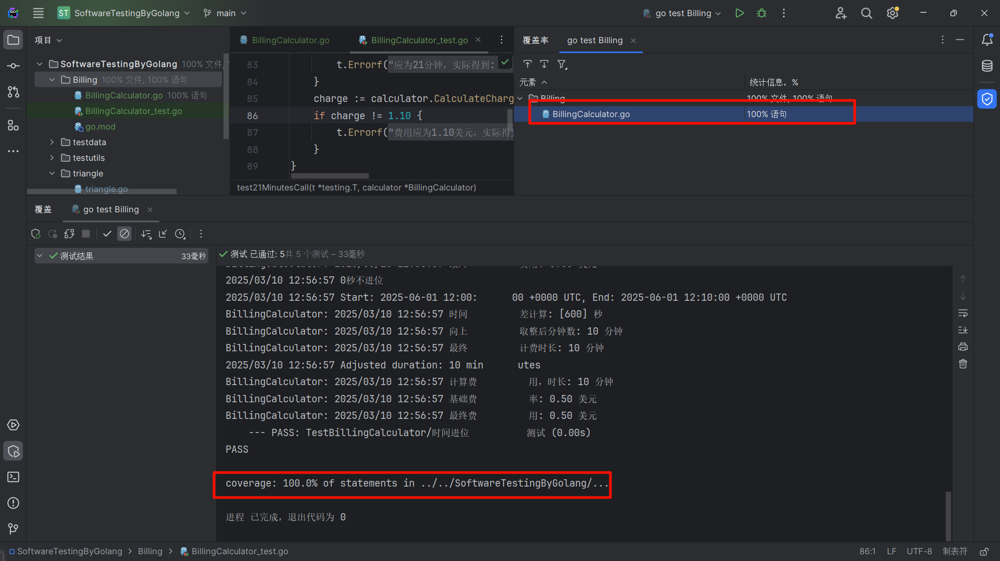 ST SoftwareTestingByGolang main go test Billing
项目
SoftwareTestingByGolang 100% 文件,
Billing 100% 文件, 100% 语句
BillingCalculator.go 100% 语句
BillingCalculator_test.go
go.mod
testdata
testutils
triangle
triangle.go
BillingCalculator.go BillingCalculator_test.go
83 t.Errorf("应为21分钟，实际得到:
84 }
85 charge := calculator.CalculateCharg
86 if charge != 1.10 {
87 t.Errorf("费用应为1.10美元，实际得到
88 }
89 }
test21MinutesCall(t *testing.T, calculator *BillingCalculator)
覆盖率 go test Billing
元素 统计信息，%
Billing 100% 文件, 100% 语句
BillingCalculator.go 100% 语句
覆盖 go test Billing
测试结果 33毫秒
测试 已通过: 5共 5 个测试 – 33毫秒
2025/03/10 12:56:57 0秒不进位
2025/03/10 12:56:57 Start: 2025-06-01 12:00: 00 +0000 UTC, End: 2025-06-01 12:10:00 +0000 UTC
BillingCalculator: 2025/03/10 12:56:57 时间 差计算: [600] 秒
BillingCalculator: 2025/03/10 12:56:57 向上 取整后分钟数: 10 分钟
BillingCalculator: 2025/03/10 12:56:57 最终 计费时长: 10 分钟
2025/03/10 12:56:57 Adjusted duration: 10 min utes
BillingCalculator: 2025/03/10 12:56:57 计算费 用，时长: 10 分钟
BillingCalculator: 2025/03/10 12:56:57 基础费 率: 0.50 美元
BillingCalculator: 2025/03/10 12:56:57 最终费 用: 0.50 美元
--- PASS: TestBillingCalculator/时间进位 测试 (0.00s)
PASS
coverage: 100.0% of statements in ../../SoftwareTestingByGolang/...
进程 已完成，退出代码为 0
SoftwareTestingByGolang > Billing > BillingCalculator_test.go
86:1 LF UTF-8 制表符